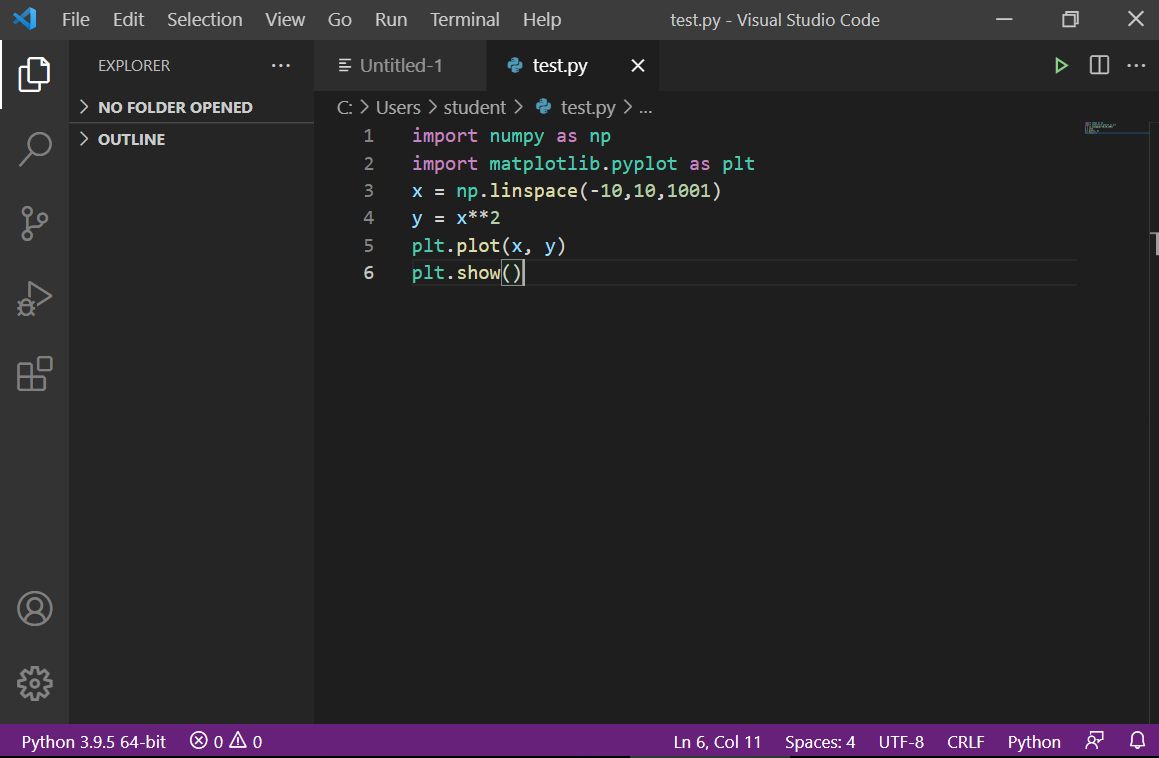 File Edit Selection View Go Run Terminal Help test.py - Visual Studio Code
EXPLORER ···
NO FOLDER OPENED
OUTLINE
Untitled-1
test.py
C: > Users > student > test.py > ...
1 import numpy as np
2 import matplotlib.pyplot as plt
3 x = np.linspace(-10,10,1001)
4 y = x**2
5 plt.plot(x, y)
6 plt.show()
Python 3.9.5 64-bit 0 0 Ln 6, Col 11 Spaces: 4 UTF-8 CRLF Python